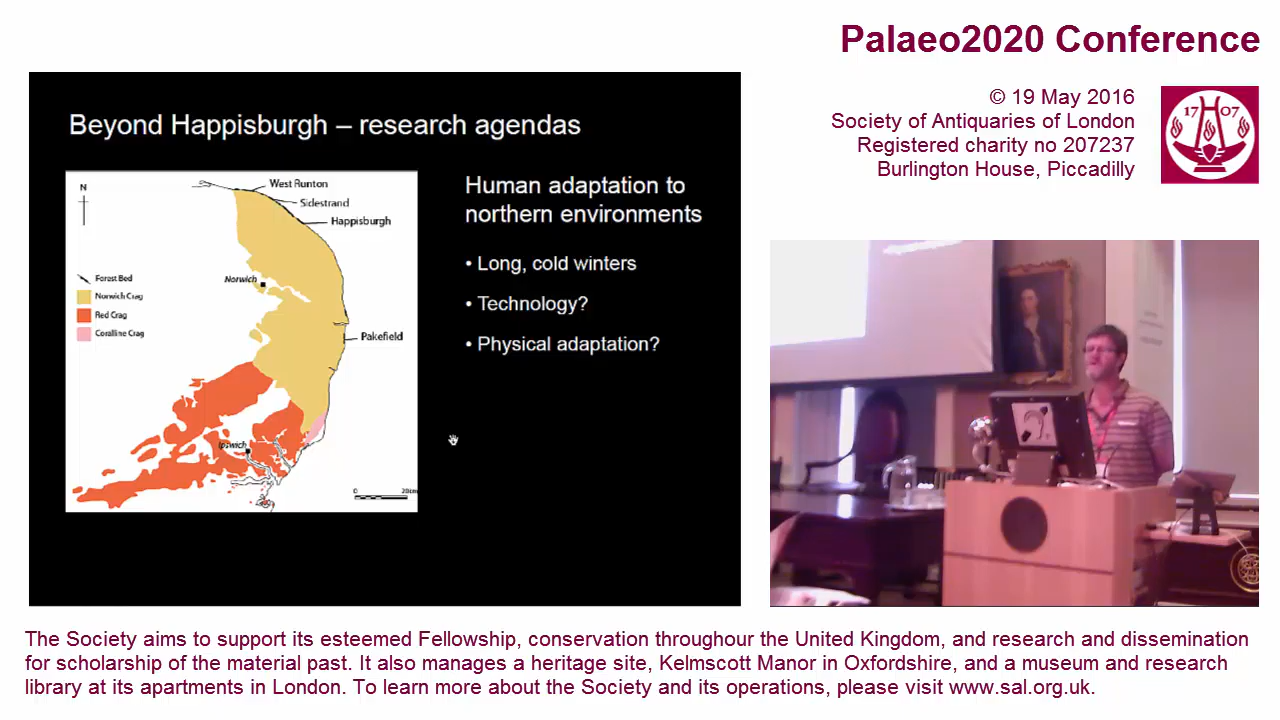 Palaeo2020 Conference
© 19 May 2016
Society of Antiquaries of London
Registered charity no 207237
Burlington House, Piccadilly
17 07
Beyond Happisburgh – research agendas
N
West Runton
Sidestrand
Happisburgh
Forest Bed
Norwich Crag
Red Crag
Coralline Crag
Norwich
Pakefield
Ipswich
0 20km
Human adaptation to
northern environments
• Long, cold winters
• Technology?
• Physical adaptation?
The Society aims to support its esteemed Fellowship, conservation throughour the United Kingdom, and research and dissemination
for scholarship of the material past. It also manages a heritage site, Kelmscott Manor in Oxfordshire, and a museum and research
library at its apartments in London. To learn more about the Society and its operations, please visit www.sal.org.uk.